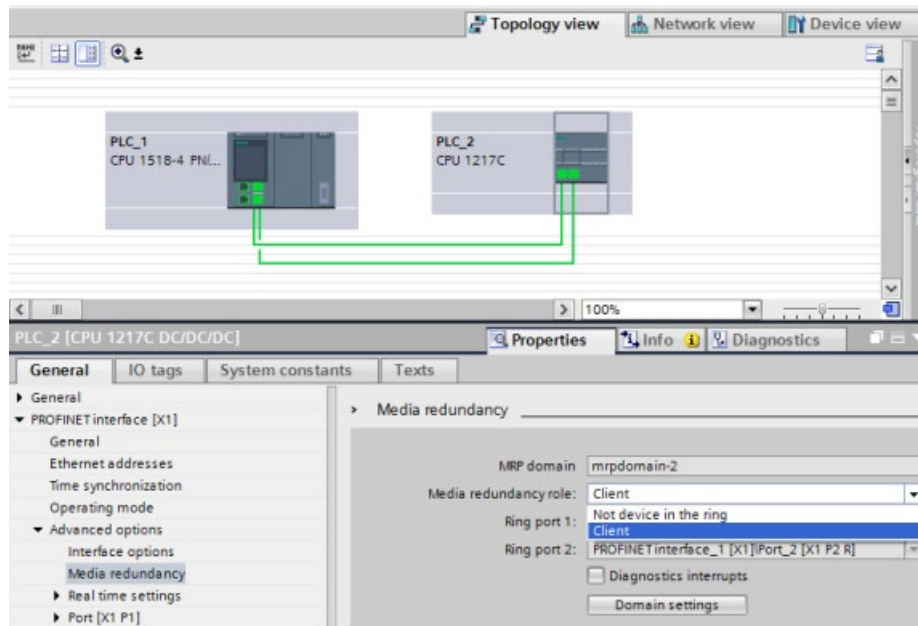 Topology view
Network view
Device view
PLC_1
CPU 1518-4 PN/...
PLC_2
CPU 1217C
100%
PLC_2 [CPU 1217C DC/DC/DC]
Properties
Info
Diagnostics
General
IO tags
System constants
Texts
General
PROFINET interface [X1]
General
Ethernet addresses
Time synchronization
Operating mode
Advanced options
Interface options
Media redundancy
Real time settings
Port [X1 P1]
Media redundancy
MRP domain
mrpdomain-2
Media redundancy role:
Client
Not device in the ring
Client
Ring port 1:
Ring port 2:
PROFINET interface_1 [X1]\Port_2 [X1 P2 R]
Diagnostics interrupts
Domain settings